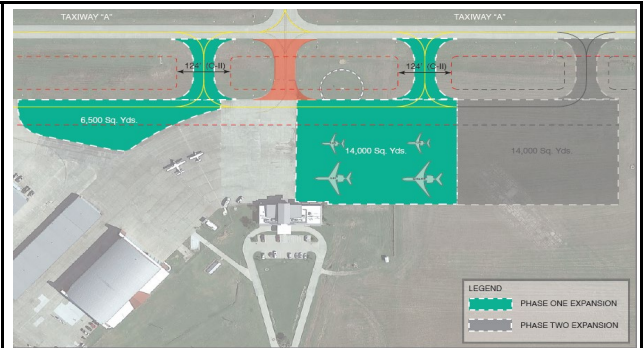 TAXIWAY "A"
TAXIWAY "A"
124' (C-II)
124' (C-II)
6,500 Sq. Yds.
14,000 Sq. Yds.
14,000 Sq. Yds.
LEGEND
PHASE ONE EXPANSION
PHASE TWO EXPANSION